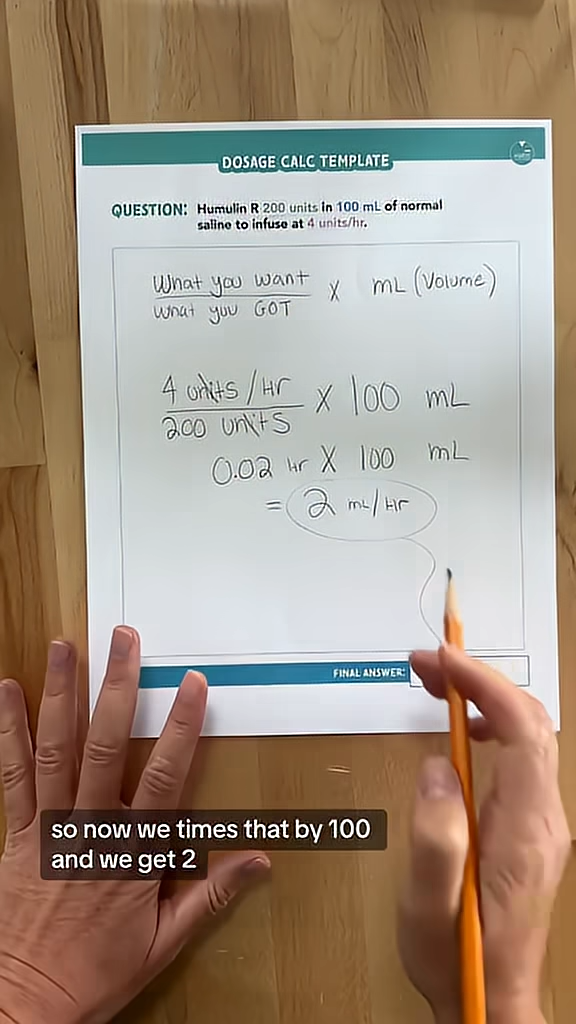 DOSAGE CALC TEMPLATE
QUESTION: Humulin R 200 units in 100 mL of normal
saline to infuse at 4 units/hr.
What you want
What you GOT
X mL (Volume)
4 units/Hr
200 units
X 100 mL
0.02 Hr X 100 mL
= 2 mL/Hr
FINAL ANSWER:
so now we times that by 100
and we get 2